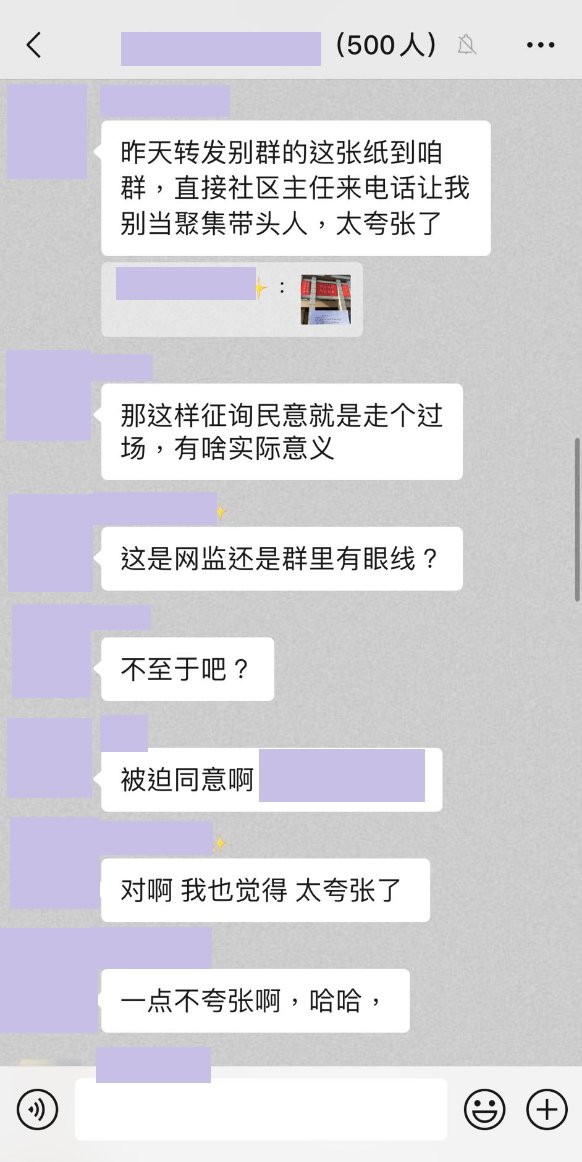 (500人)
昨天转发别群的这张纸到咱
群，直接社区主任来电话让我
别当聚集带头人，太夸张了
：
那这样征询民意就是走个过
场，有啥实际意义
这是网监还是群里有眼线？
不至于吧？
被迫同意啊
对啊 我也觉得 太夸张了
一点不夸张啊，哈哈，